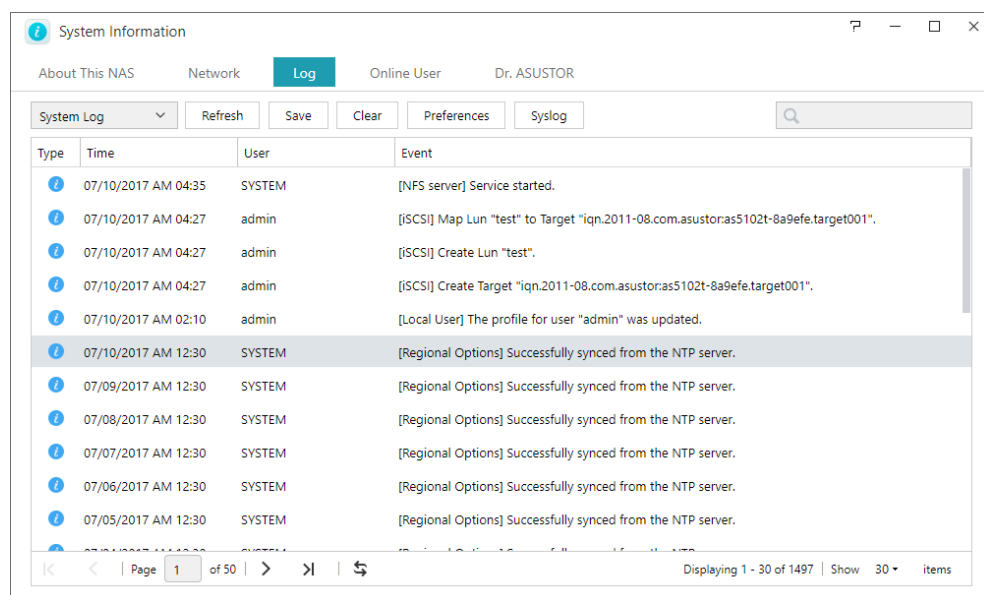 System Information
About This NAS Network Log Online User Dr. ASUSTOR
System Log Refresh Save Clear Preferences Syslog
Type Time User Event
07/10/2017 AM 04:35 SYSTEM [NFS server] Service started.
07/10/2017 AM 04:27 admin [iSCSI] Map Lun "test" to Target "iqn.2011-08.com.asustor:as5102t-8a9efe.target001".
07/10/2017 AM 04:27 admin [iSCSI] Create Lun "test".
07/10/2017 AM 04:27 admin [iSCSI] Create Target "iqn.2011-08.com.asustor:as5102t-8a9efe.target001".
07/10/2017 AM 02:10 admin [Local User] The profile for user "admin" was updated.
07/10/2017 AM 12:30 SYSTEM [Regional Options] Successfully synced from the NTP server.
07/09/2017 AM 12:30 SYSTEM [Regional Options] Successfully synced from the NTP server.
07/08/2017 AM 12:30 SYSTEM [Regional Options] Successfully synced from the NTP server.
07/07/2017 AM 12:30 SYSTEM [Regional Options] Successfully synced from the NTP server.
07/06/2017 AM 12:30 SYSTEM [Regional Options] Successfully synced from the NTP server.
07/05/2017 AM 12:30 SYSTEM [Regional Options] Successfully synced from the NTP server.
Page 1 of 50 Displaying 1 - 30 of 1497 Show 30 items